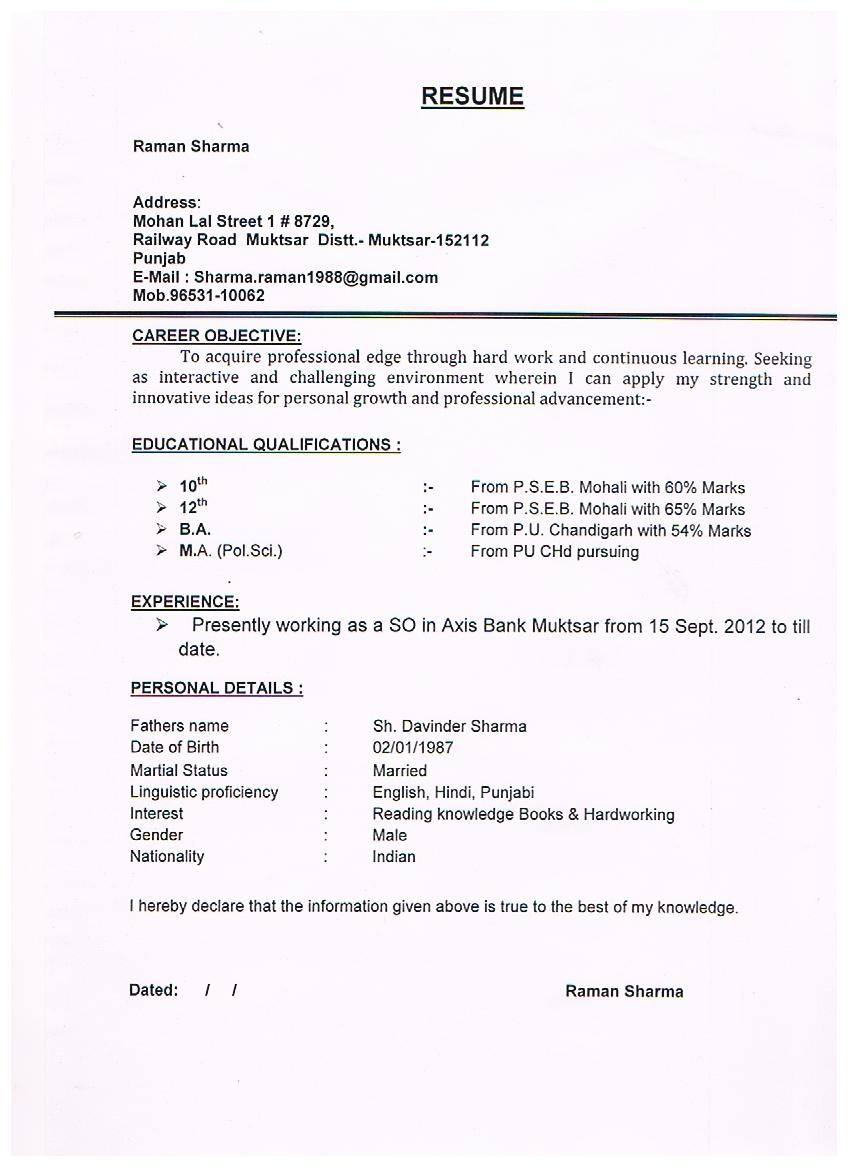 RESUME
Raman Sharma
Address:
Mohan Lal Street 1 # 8729,
Railway Road Muktsar Distt.- Muktsar-152112
Punjab
E-Mail : Sharma.raman1988@gmail.com
Mob.96531-10062
CAREER OBJECTIVE:
To acquire professional edge through hard work and continuous learning. Seeking
as interactive and challenging environment wherein I can apply my strength and
innovative ideas for personal growth and professional advancement:-
EDUCATIONAL QUALIFICATIONS :
➢ 10th :- From P.S.E.B. Mohali with 60% Marks
➢ 12th :- From P.S.E.B. Mohali with 65% Marks
➢ B.A. :- From P.U. Chandigarh with 54% Marks
➢ M.A. (Pol.Sci.) :- From PU CHd pursuing
EXPERIENCE:
➢ Presently working as a SO in Axis Bank Muktsar from 15 Sept. 2012 to till
date.
PERSONAL DETAILS :
Fathers name : Sh. Davinder Sharma
Date of Birth : 02/01/1987
Martial Status : Married
Linguistic proficiency : English, Hindi, Punjabi
Interest : Reading knowledge Books & Hardworking
Gender : Male
Nationality : Indian
I hereby declare that the information given above is true to the best of my knowledge.
Dated: / / Raman Sharma